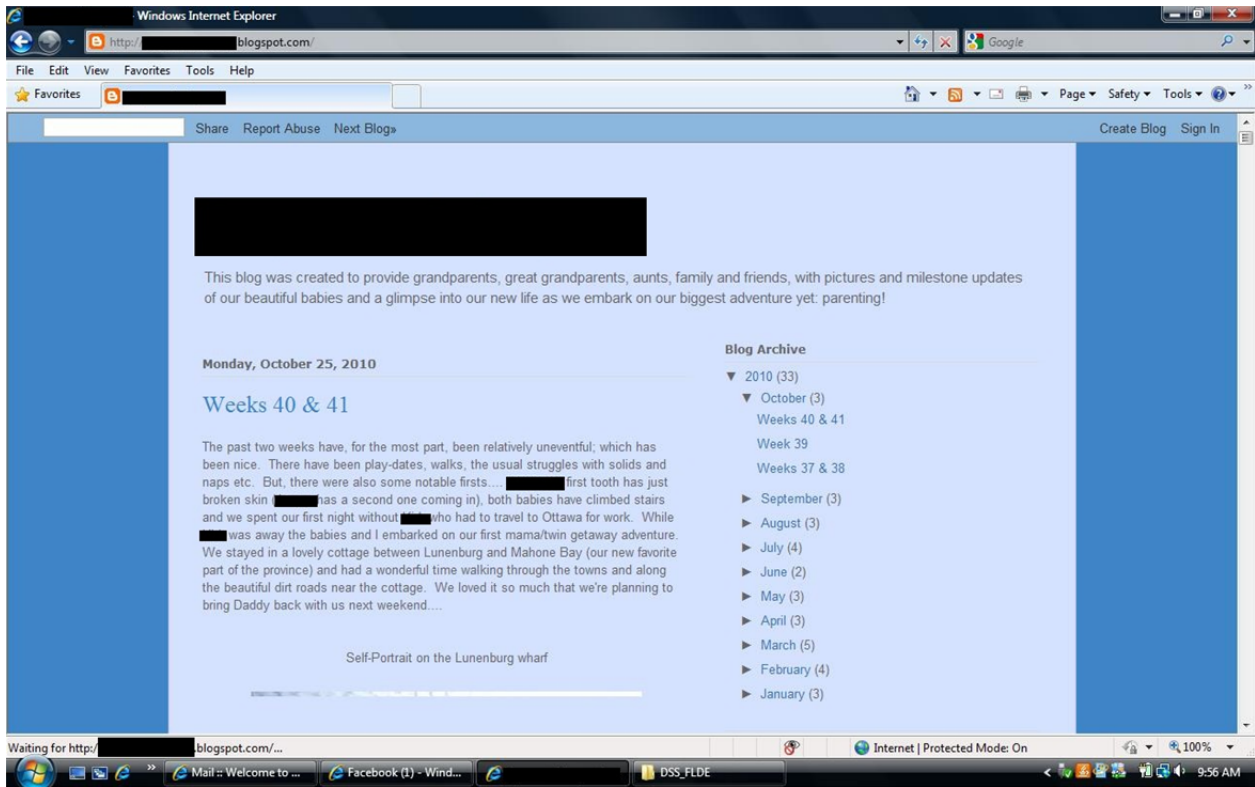 Windows Internet Explorer
http:// blogspot.com/
Google
File Edit View Favorites Tools Help
Favorites
Page Safety Tools
Share Report Abuse Next Blog»
Create Blog Sign In
This blog was created to provide grandparents, great grandparents, aunts, family and friends, with pictures and milestone updates
of our beautiful babies and a glimpse into our new life as we embark on our biggest adventure yet: parenting!
Monday, October 25, 2010
Weeks 40 & 41
The past two weeks have, for the most part, been relatively uneventful; which has
been nice. There have been play-dates, walks, the usual struggles with solids and
naps etc. But, there were also some notable firsts.... first tooth has just
broken skin ( has a second one coming in), both babies have climbed stairs
and we spent our first night without who had to travel to Ottawa for work. While
was away the babies and I embarked on our first mama/twin getaway adventure.
We stayed in a lovely cottage between Lunenburg and Mahone Bay (our new favorite
part of the province) and had a wonderful time walking through the towns and along
the beautiful dirt roads near the cottage. We loved it so much that we're planning to
bring Daddy back with us next weekend....
Self-Portrait on the Lunenburg wharf
Blog Archive
▼ 2010 (33)
▼ October (3)
Weeks 40 & 41
Week 39
Weeks 37 & 38
► September (3)
► August (3)
► July (4)
► June (2)
► May (3)
► April (3)
► March (5)
► February (4)
► January (3)
Waiting for http:/ .blogspot.com/...
Internet | Protected Mode: On
100%
Mail :: Welcome to ...
Facebook (1) - Wind...
DSS_FLDE
9:56 AM